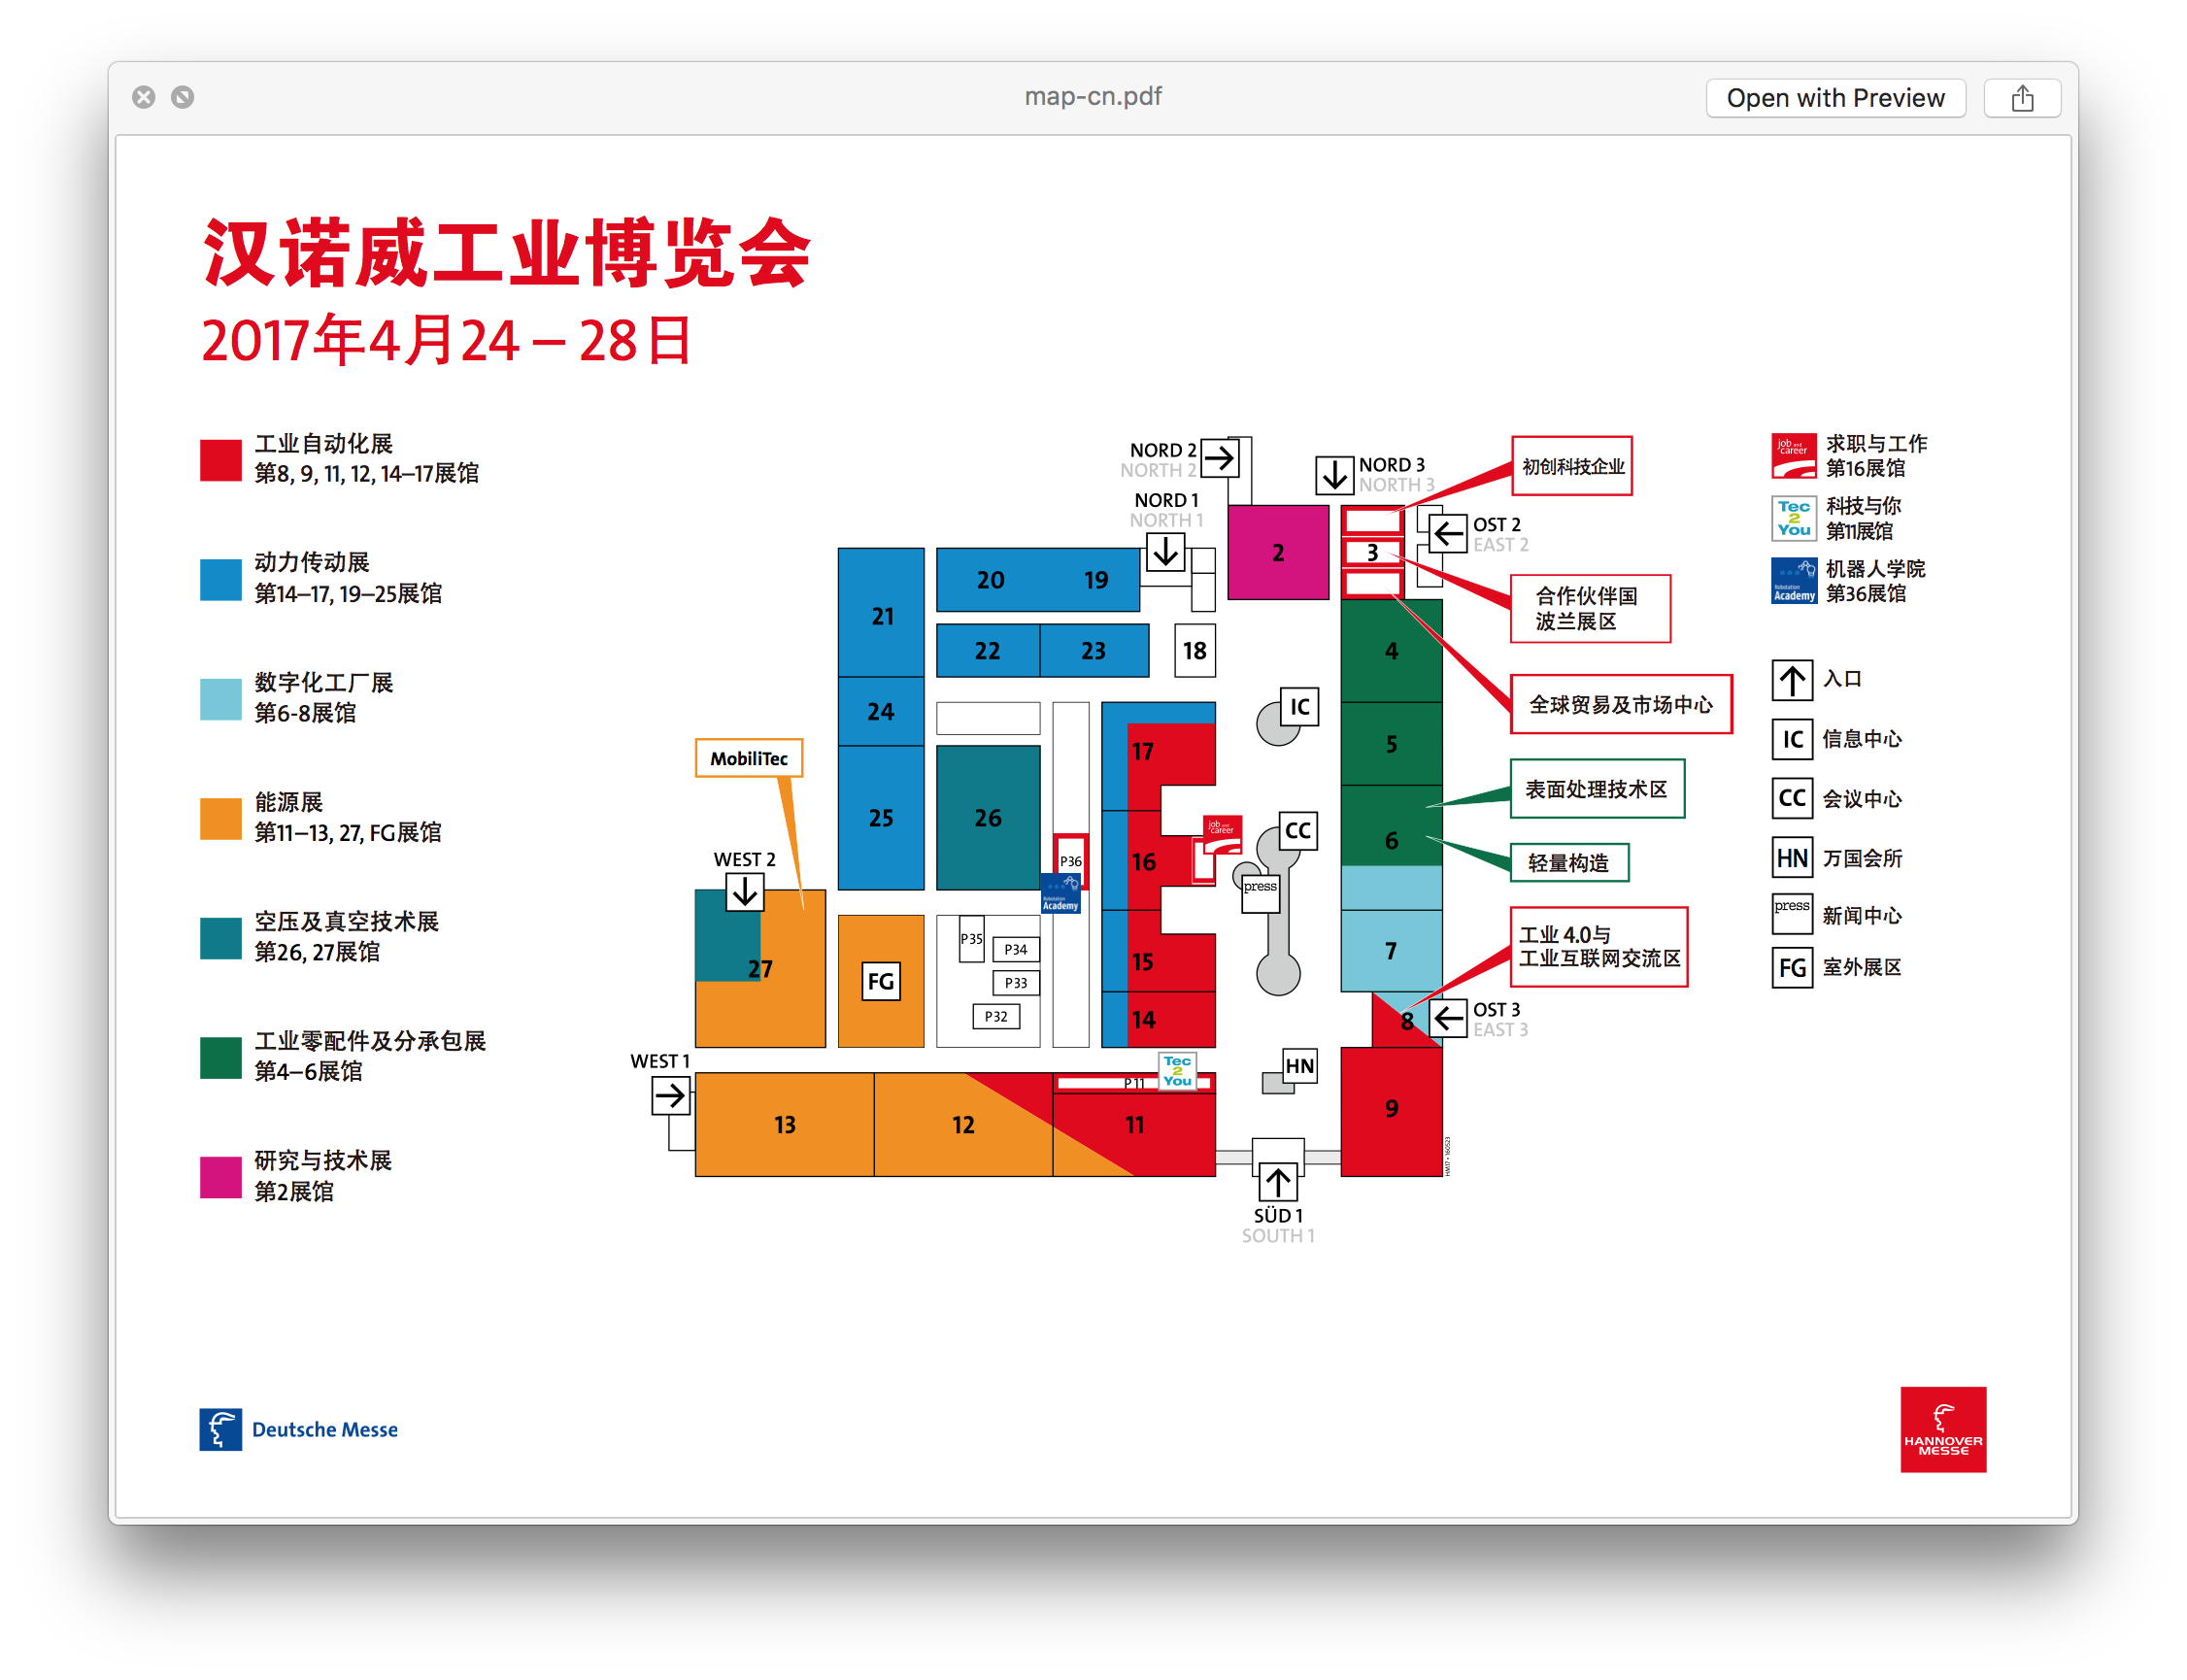 map-cn.pdf
Open with Preview
汉诺威工业博览会
2017年4月24 – 28日
工业自动化展
第8, 9, 11, 12, 14–17展馆
动力传动展
第14–17, 19–25展馆
数字化工厂展
第6-8展馆
能源展
第11–13, 27, FG展馆
空压及真空技术展
第26, 27展馆
工业零配件及分承包展
第4–6展馆
研究与技术展
第2展馆
NORD 2
NORTH 2
NORD 3
NORTH 3
NORD 1
NORTH 1
OST 2
EAST 2
初创科技企业
合作伙伴国
波兰展区
全球贸易及市场中心
表面处理技术区
轻量构造
工业 4.0与
工业互联网交流区
OST 3
EAST 3
MobiliTec
WEST 2
WEST 1
SÜD 1
SOUTH 1
2
3
20
19
21
22
23
18
4
24
IC
5
17
25
26
CC
6
P36
16
job and career
press
Robotation
Academy
27
FG
P35
P34
P33
P32
15
14
7
8
HN
Tec
2
You
P11
13
12
11
9
HM17 • 160523
job and
career
求职与工作
第16展馆
Tec
2
You
科技与你
第11展馆
Robotation
Academy
机器人学院
第36展馆
入口
IC
信息中心
CC
会议中心
HN
万国会所
press
新闻中心
FG
室外展区
Deutsche Messe
HANNOVER
MESSE